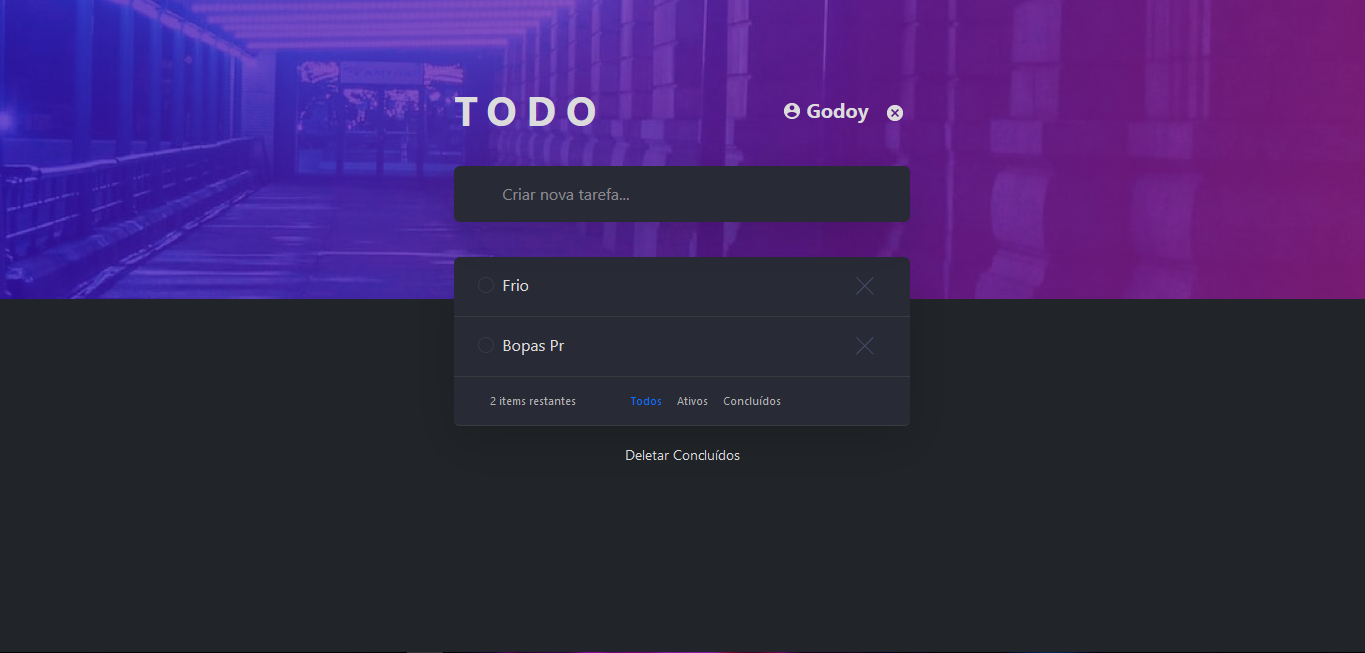 TODO
Godoy
Criar nova tarefa...
Frio
Bopas Pr
2 items restantes Todos Ativos Concluídos
Deletar Concluídos